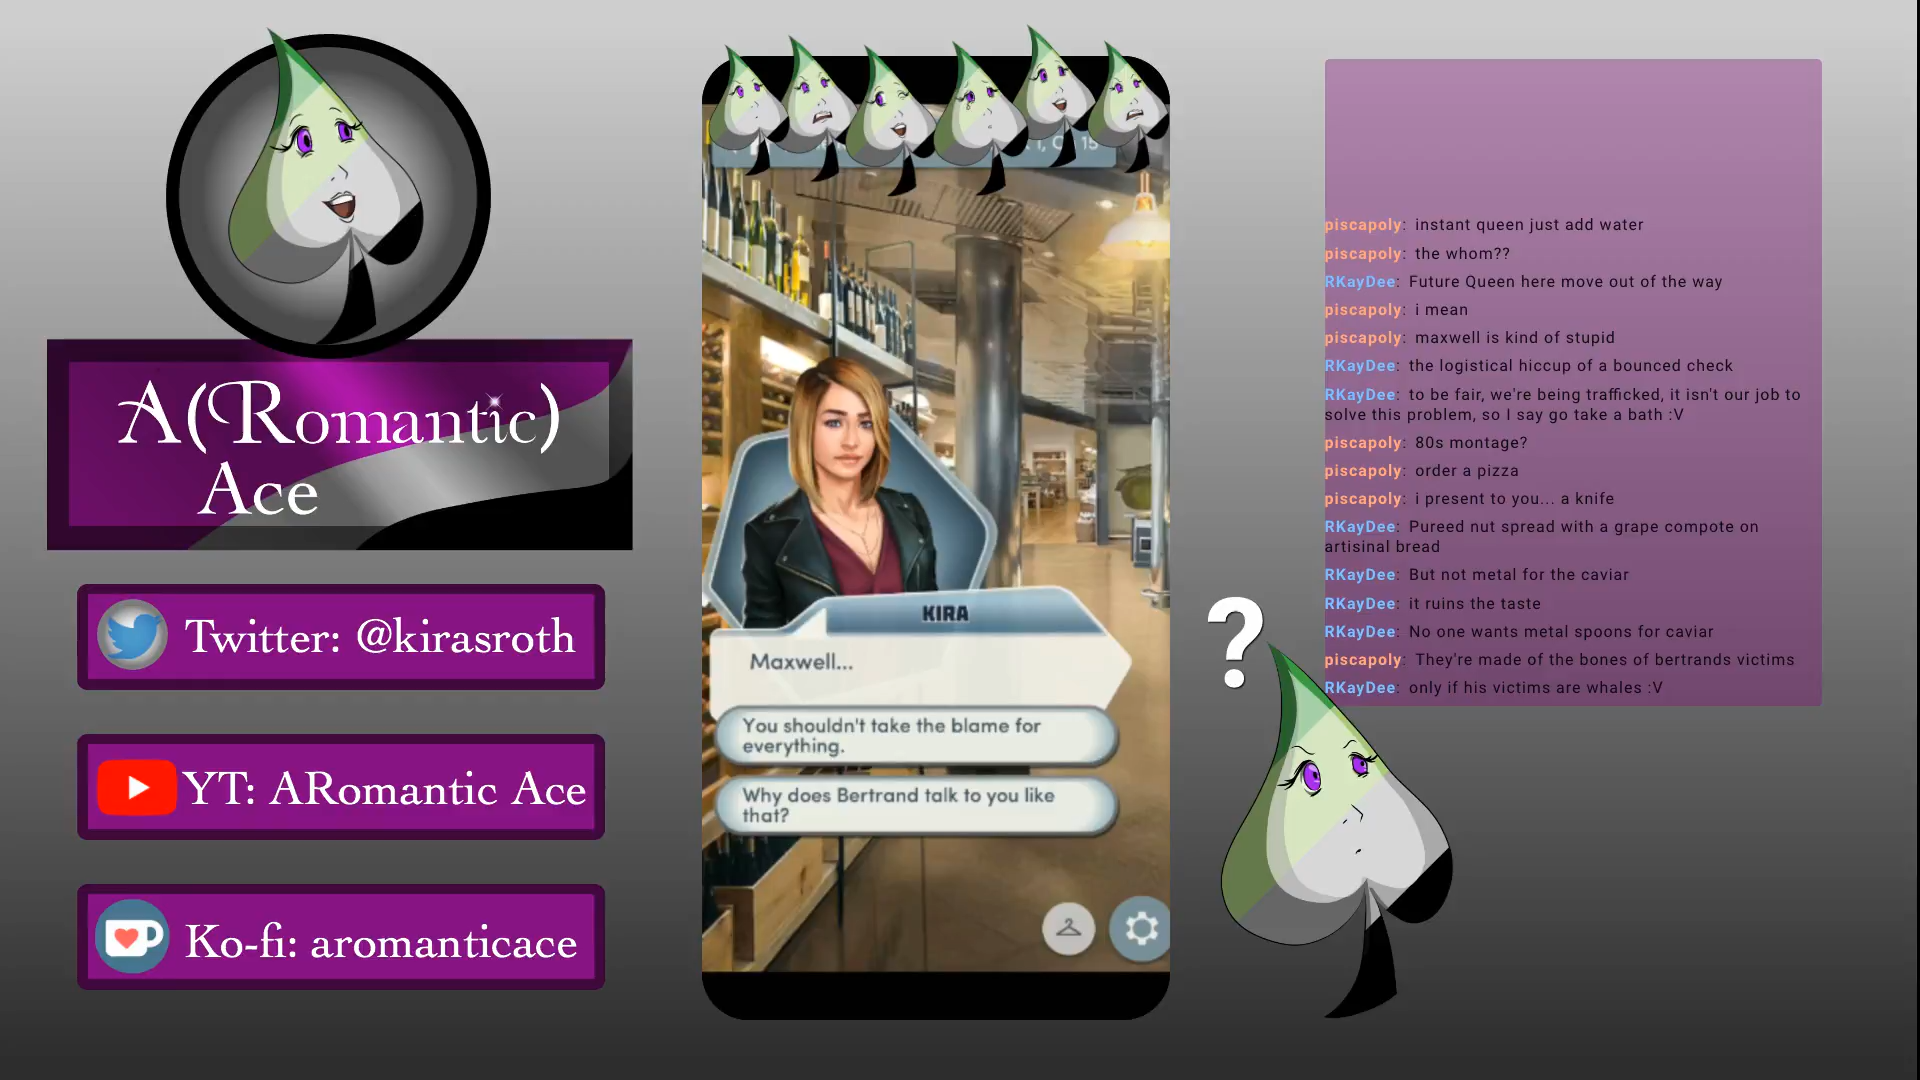 A(Romantic)
Ace
Twitter: @kirasroth
YT: ARomantic Ace
Ko-fi: aromanticace
15
KIRA
Maxwell...
You shouldn't take the blame for
everything.
Why does Bertrand talk to you like
that?
piscapoly: instant queen just add water
piscapoly: the whom??
RKayDee: Future Queen here move out of the way
piscapoly: i mean
piscapoly: maxwell is kind of stupid
RKayDee: the logistical hiccup of a bounced check
RKayDee: to be fair, we're being trafficked, it isn't our job to
solve this problem, so I say go take a bath :V
piscapoly: 80s montage?
piscapoly: order a pizza
piscapoly: i present to you... a knife
RKayDee: Pureed nut spread with a grape compote on
artisinal bread
RKayDee: But not metal for the caviar
RKayDee: it ruins the taste
RKayDee: No one wants metal spoons for caviar
piscapoly: They're made of the bones of bertrands victims
RKayDee: only if his victims are whales :V
?